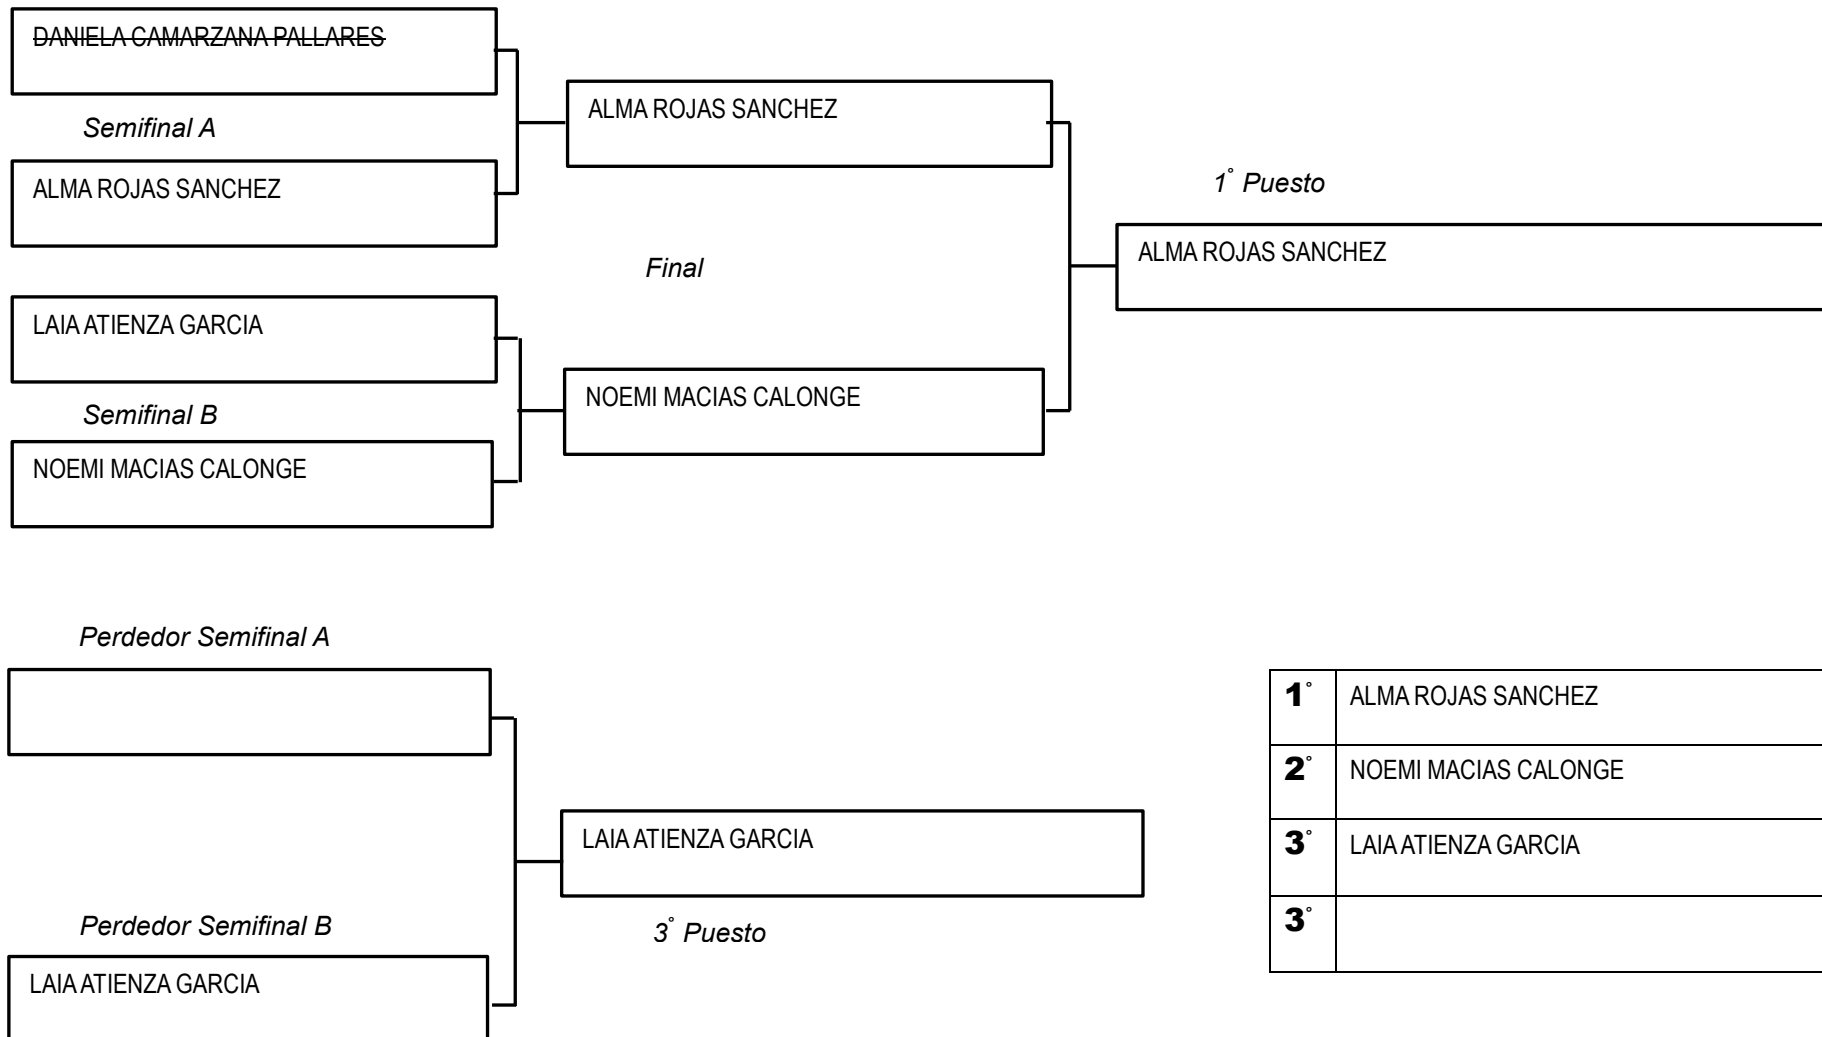 DANIELA CAMARZANA PALLARES
Semifinal A
ALMA ROJAS SANCHEZ
ALMA ROJAS SANCHEZ
1° Puesto
ALMA ROJAS SANCHEZ
Final
LAIA ATIENZA GARCIA
Semifinal B
NOEMI MACIAS CALONGE
NOEMI MACIAS CALONGE
Perdedor Semifinal A
LAIA ATIENZA GARCIA
3° Puesto
Perdedor Semifinal B
LAIA ATIENZA GARCIA
1° ALMA ROJAS SANCHEZ
2° NOEMI MACIAS CALONGE
3° LAIA ATIENZA GARCIA
3°